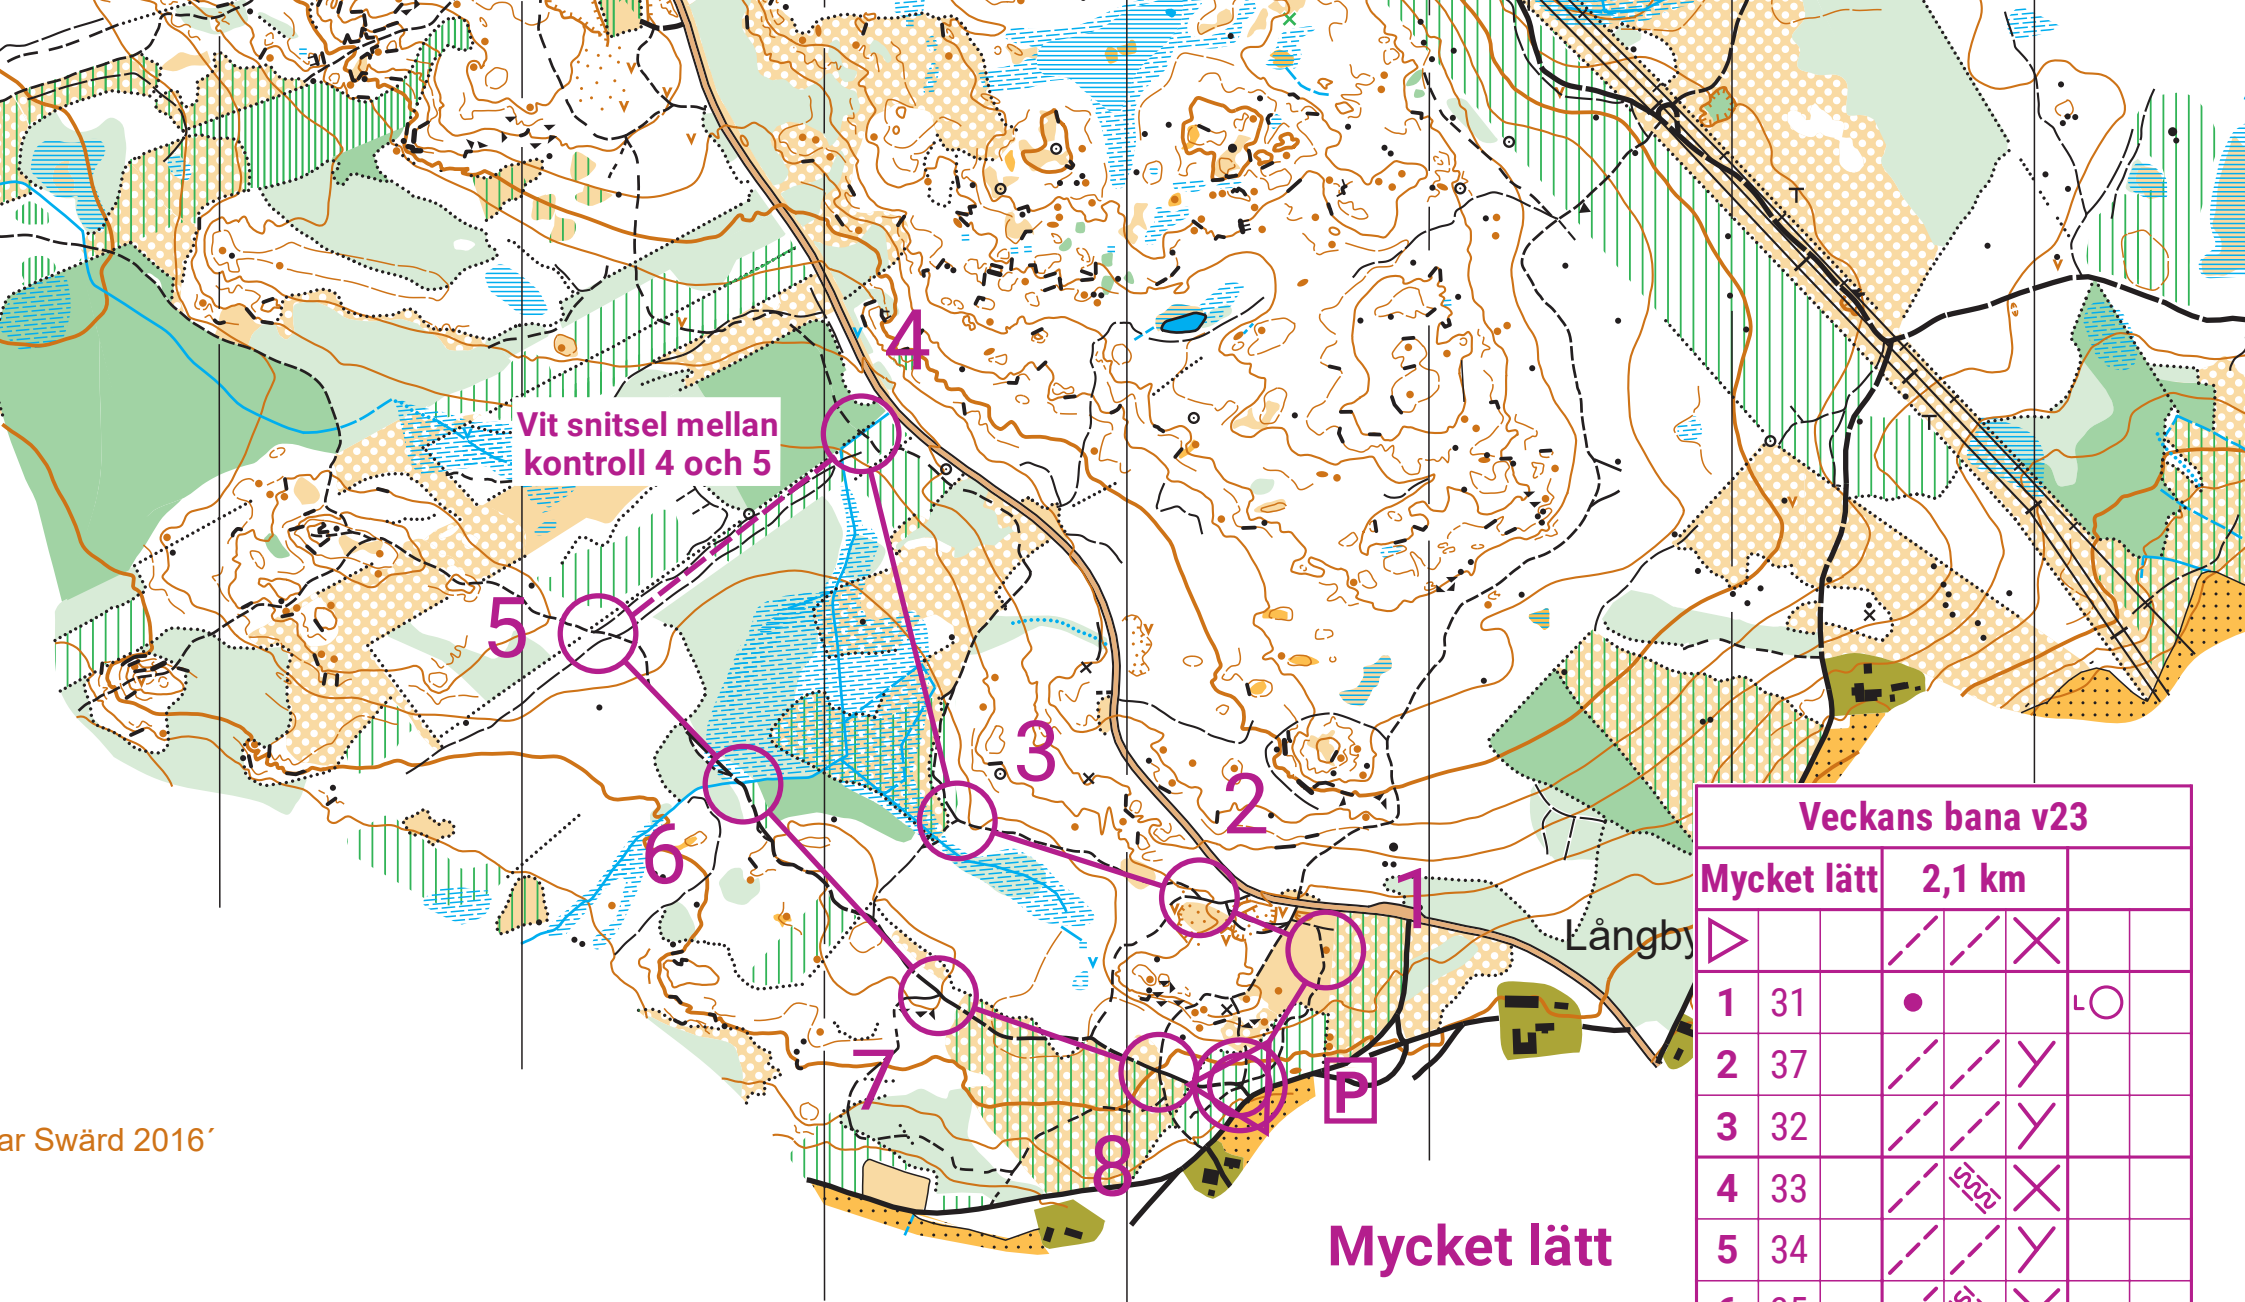 4
Vit snitsel mellan
kontroll 4 och 5
5
3
2
6
1
Långby
7
8
P
ar Swärd 2016´
Mycket lätt
Veckans bana v23
Mycket lätt 2,1 km
1 31
2 37
3 32
4 33
5 34